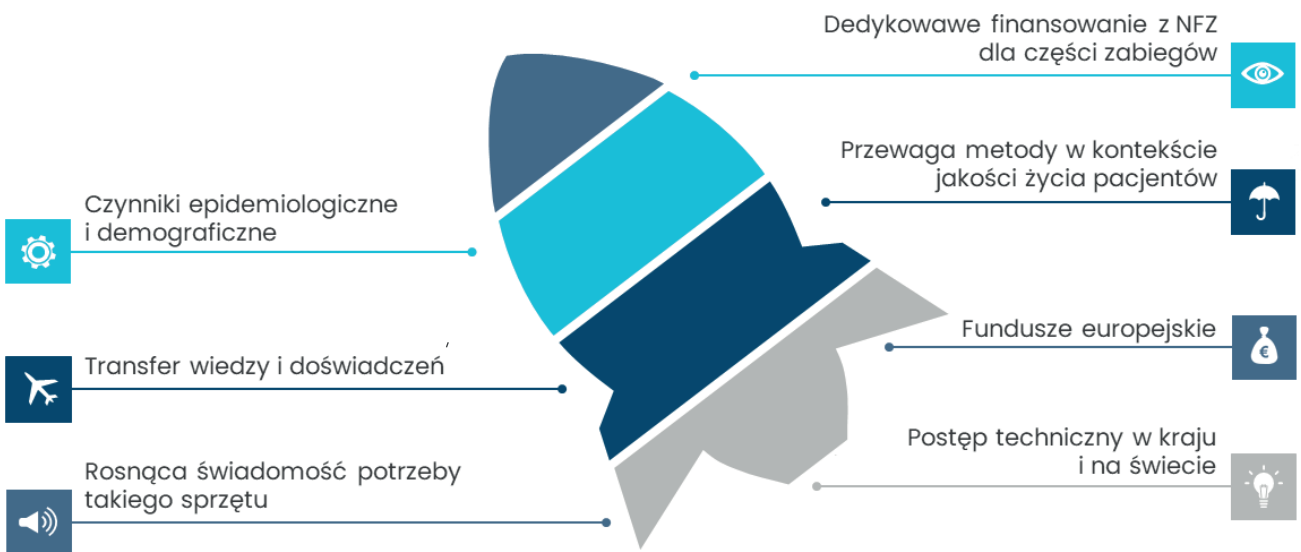 Dedykowawe finansowanie z NFZ
dla części zabiegów
Przewaga metody w kontekście
jakości życia pacjentów
Czynniki epidemiologiczne
i demograficzne
Fundusze europejskie
€
Transfer wiedzy i doświadczeń
Postęp techniczny w kraju
i na świecie
Rosnąca świadomość potrzeby
takiego sprzętu